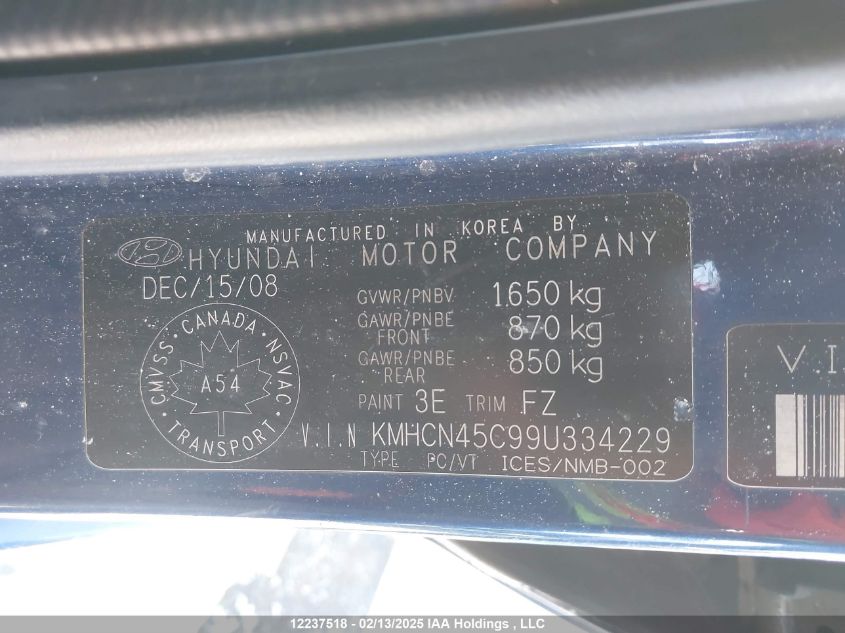 MANUFACTURED IN KOREA BY
HYUNDAI MOTOR COMPANY
DEC/15/08
GVWR/PNBV 1650 kg
GAWR/PNBE FRONT 870 kg
GAWR/PNBE REAR 850 kg
PAINT 3E TRIM FZ
CANADA · NSVAC · TRANSPORT · CMVSS
A54
V.I.N KMHCN45C99U334229
TYPE PC/VT ICES/NMB-002
V.I
12237518 - 02/13/2025 IAA Holdings , LLC